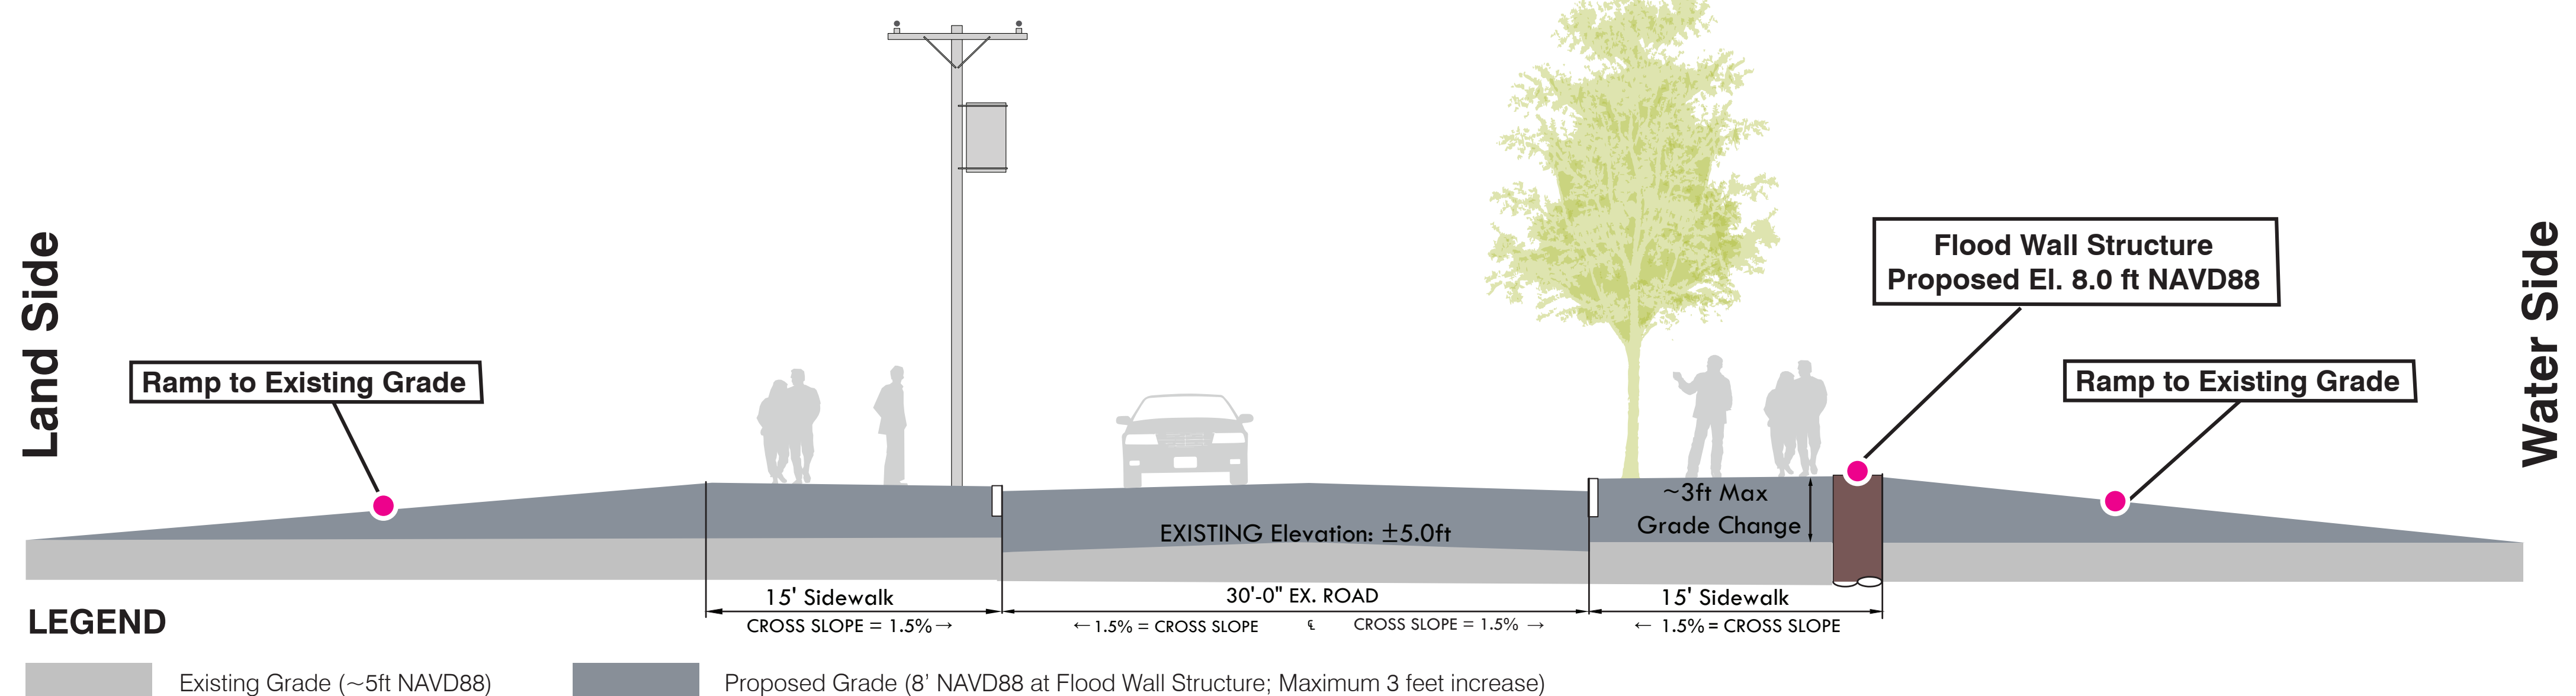 Land Side
Ramp to Existing Grade
Flood Wall Structure
Proposed El. 8.0 ft NAVD88
Ramp to Existing Grade
Water Side
~3ft Max
Grade Change
EXISTING Elevation: ±5.0ft
15' Sidewalk
30'-0" EX. ROAD
15' Sidewalk
CROSS SLOPE = 1.5%→
←1.5% = CROSS SLOPE
℄
CROSS SLOPE = 1.5% →
← 1.5% = CROSS SLOPE
LEGEND
Existing Grade (~5ft NAVD88)
Proposed Grade (8’ NAVD88 at Flood Wall Structure; Maximum 3 feet increase)